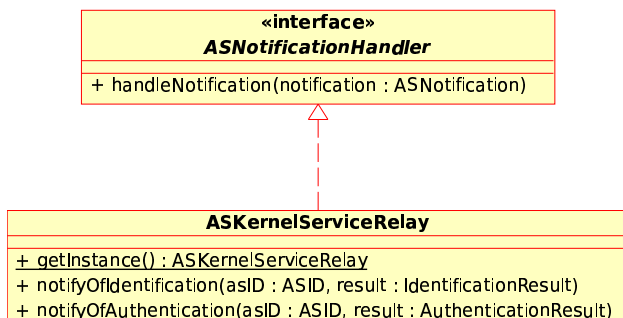 «interface»
ASNotificationHandler
+ handleNotification(notification : ASNotification)
ASKernelServiceRelay
+ getInstance() : ASKernelServiceRelay
+ notifyOfIdentification(asID : ASID, result : IdentificationResult)
+ notifyOfAuthentication(asID : ASID, result : AuthenticationResult)